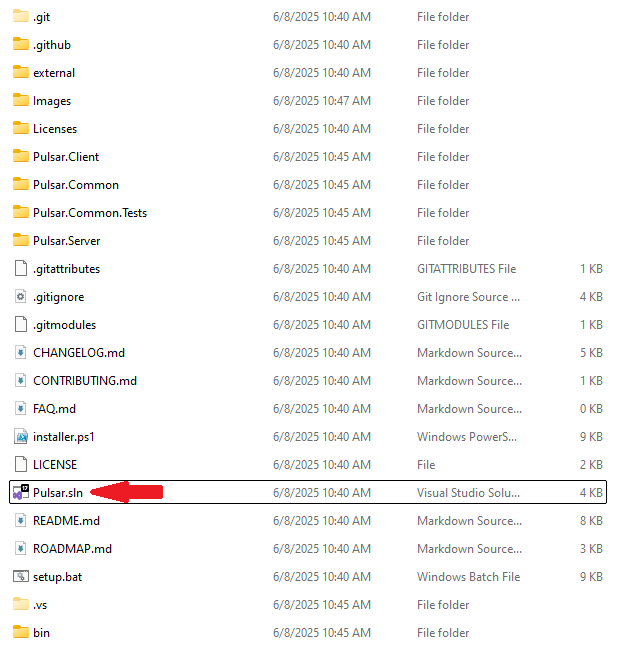 .git 6/8/2025 10:40 AM File folder
.github 6/8/2025 10:40 AM File folder
external 6/8/2025 10:40 AM File folder
Images 6/8/2025 10:47 AM File folder
Licenses 6/8/2025 10:40 AM File folder
Pulsar.Client 6/8/2025 10:45 AM File folder
Pulsar.Common 6/8/2025 10:45 AM File folder
Pulsar.Common.Tests 6/8/2025 10:45 AM File folder
Pulsar.Server 6/8/2025 10:45 AM File folder
.gitattributes 6/8/2025 10:40 AM GITATTRIBUTES File 1 KB
.gitignore 6/8/2025 10:40 AM Git Ignore Source ... 4 KB
.gitmodules 6/8/2025 10:40 AM GITMODULES File 1 KB
CHANGELOG.md 6/8/2025 10:40 AM Markdown Source... 5 KB
CONTRIBUTING.md 6/8/2025 10:40 AM Markdown Source... 1 KB
FAQ.md 6/8/2025 10:40 AM Markdown Source... 0 KB
installer.ps1 6/8/2025 10:40 AM Windows PowerS... 9 KB
LICENSE 6/8/2025 10:40 AM File 2 KB
Pulsar.sln 6/8/2025 10:40 AM Visual Studio Solu... 4 KB
README.md 6/8/2025 10:40 AM Markdown Source... 8 KB
ROADMAP.md 6/8/2025 10:40 AM Markdown Source... 3 KB
setup.bat 6/8/2025 10:40 AM Windows Batch File 9 KB
.vs 6/8/2025 10:45 AM File folder
bin 6/8/2025 10:45 AM File folder